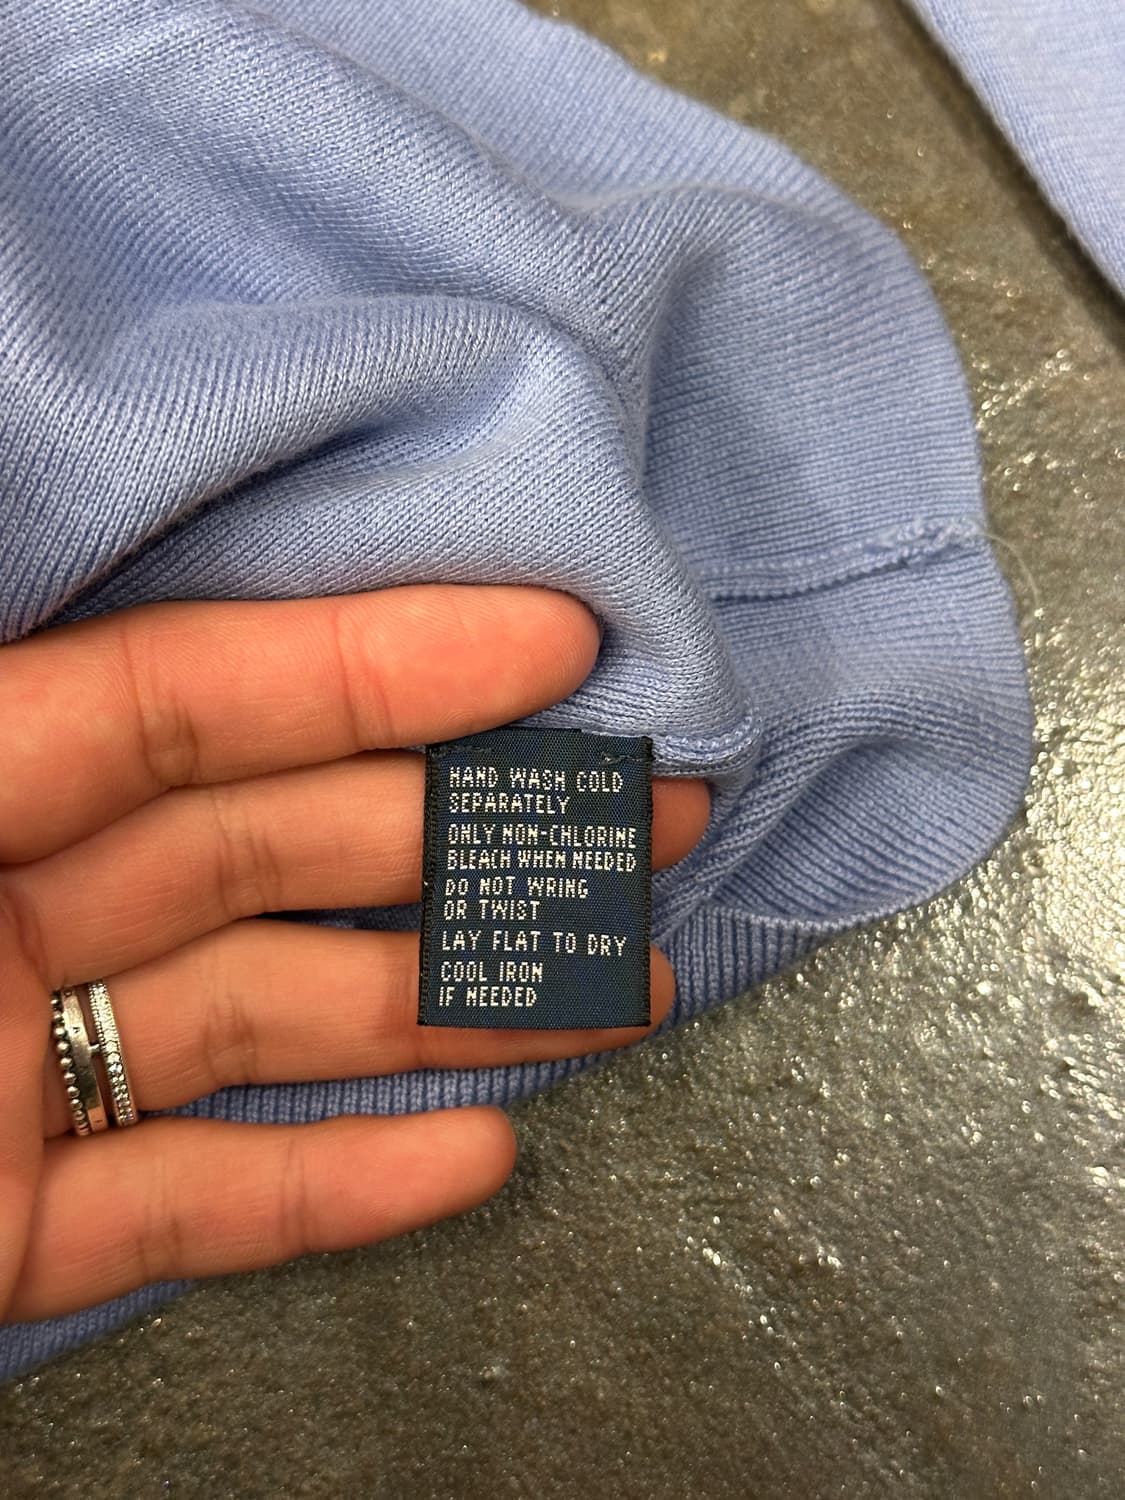 HAND WASH COLD
SEPARATELY
ONLY NON-CHLORINE
BLEACH WHEN NEEDED
DO NOT WRING
OR TWIST
LAY FLAT TO DRY
COOL IRON
IF NEEDED